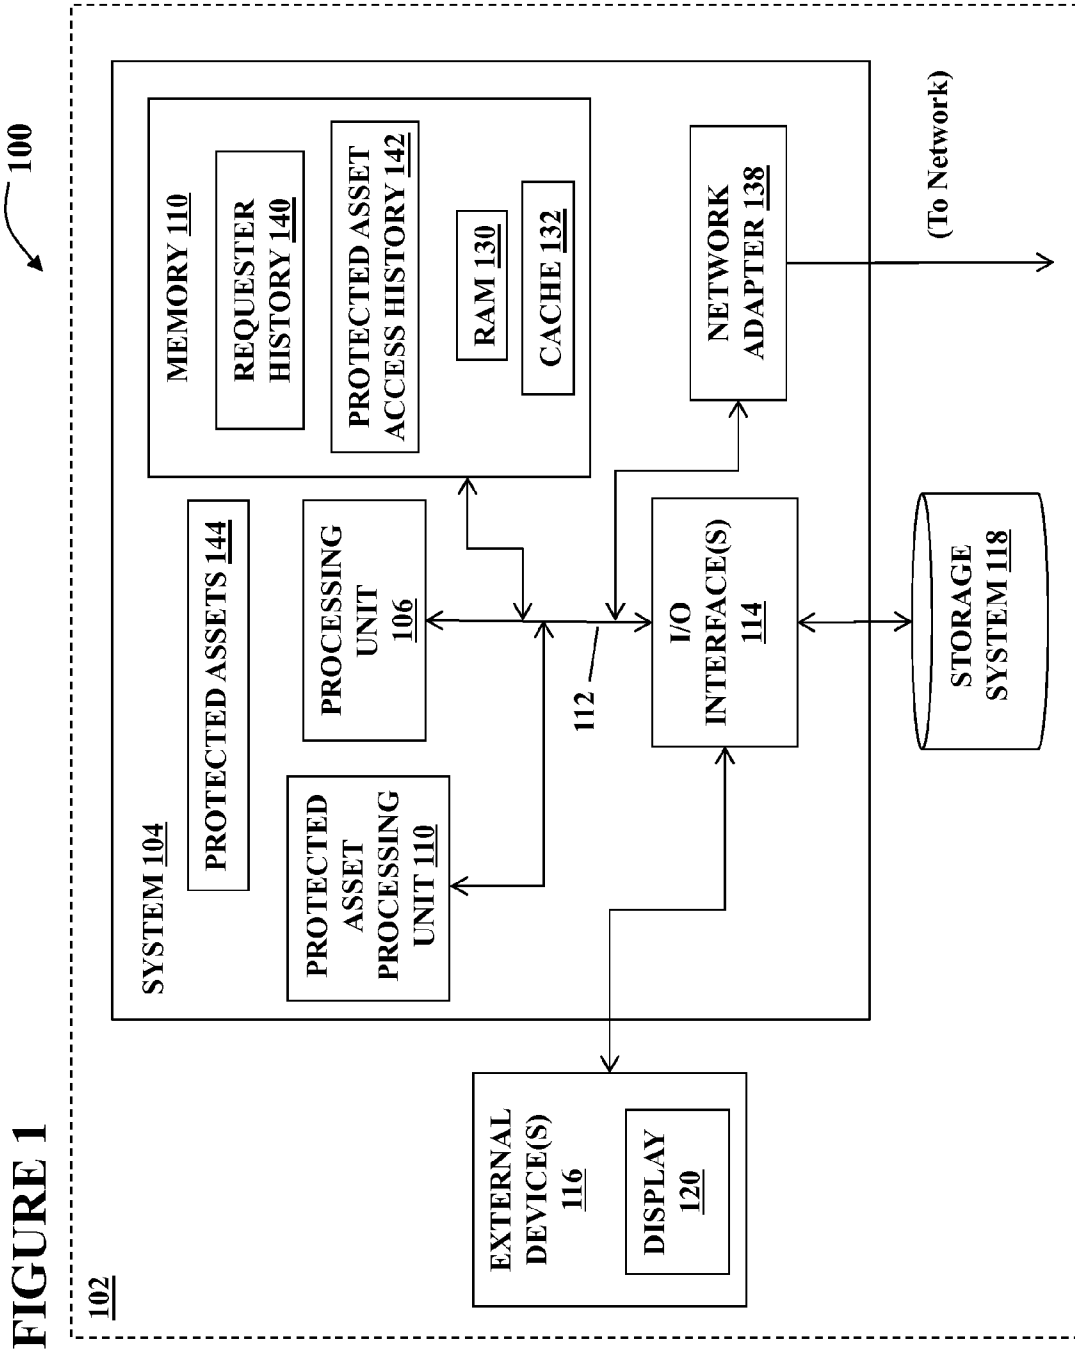 FIGURE 1
100
102
SYSTEM 104
PROTECTED ASSETS 144
MEMORY 110
REQUESTER
HISTORY 140
PROTECTED ASSET
ACCESS HISTORY 142
RAM 130
CACHE 132
PROTECTED
ASSET
PROCESSING
UNIT 110
PROCESSING
UNIT
106
112
EXTERNAL
DEVICE(S)
116
DISPLAY
120
I/O
INTERFACE(S)
114
NETWORK
ADAPTER 138
STORAGE
SYSTEM 118
(To Network)